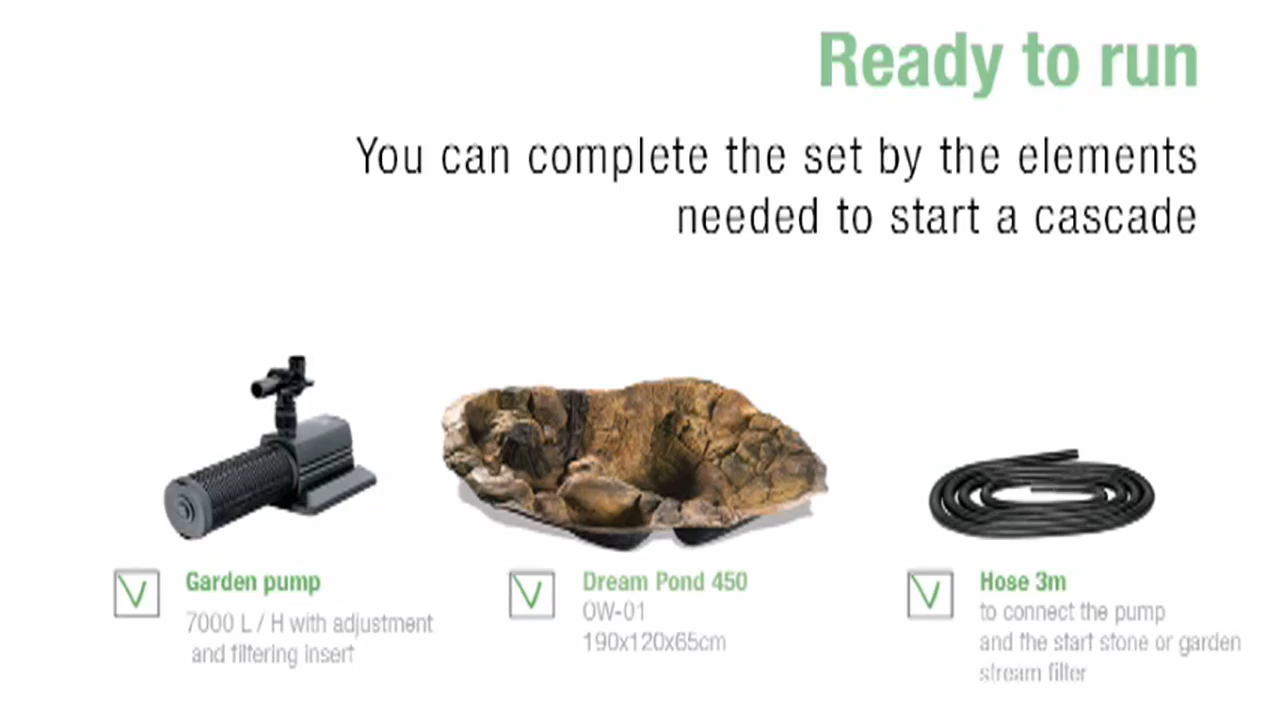 Ready to run
You can complete the set by the elements
needed to start a cascade
Garden pump
7000 L / H with adjustment
and filtering insert
Dream Pond 450
OW-01
190x120x65cm
Hose 3m
to connect the pump
and the start stone or garden
stream filter